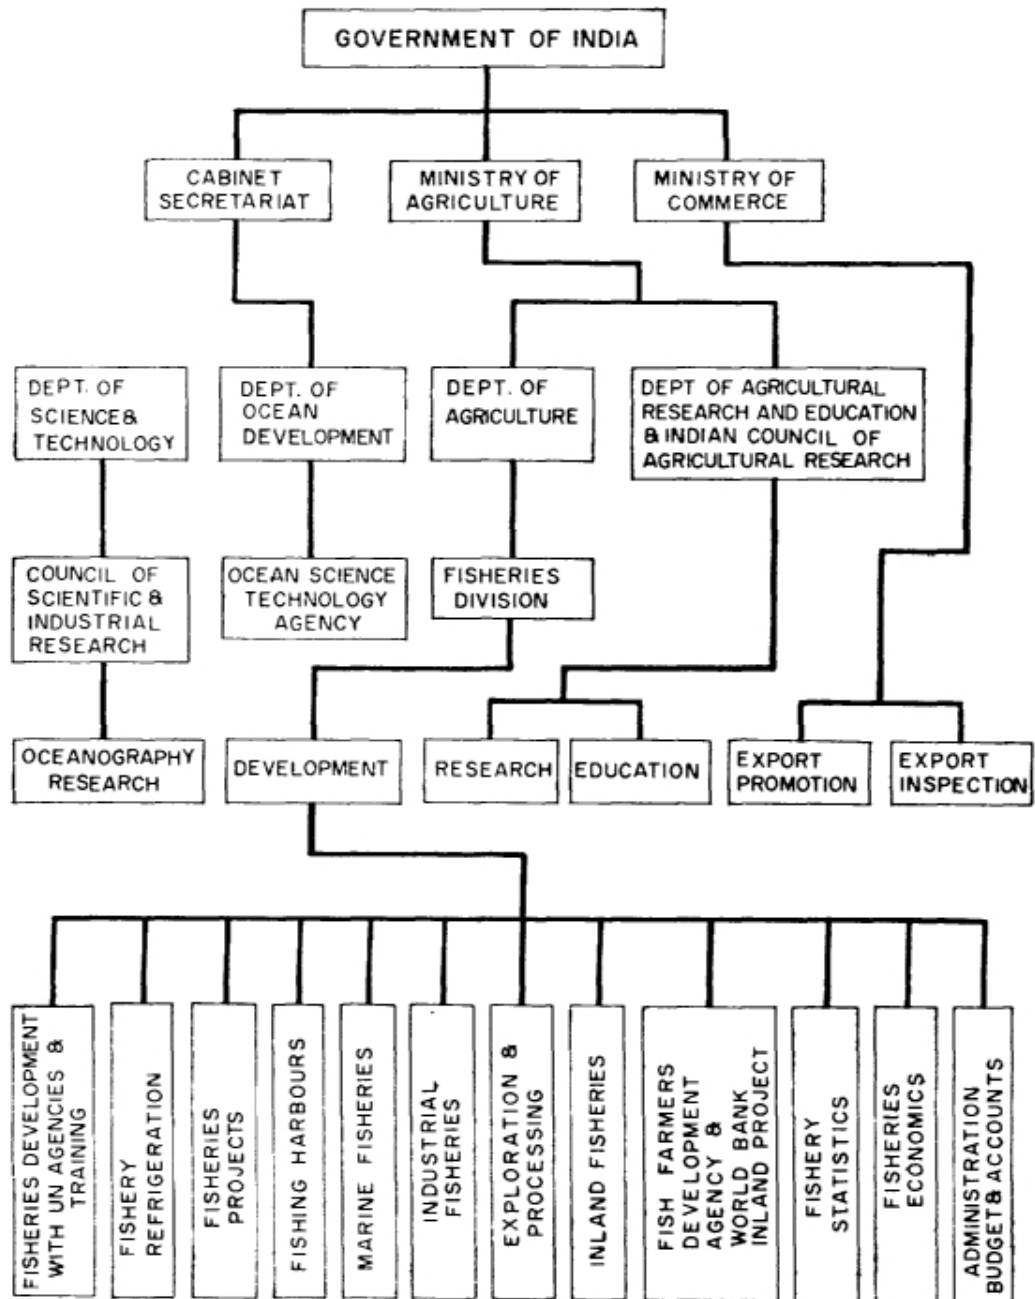 GOVERNMENT OF INDIA
CABINET
SECRETARIAT
MINISTRY OF
AGRICULTURE
MINISTRY OF
COMMERCE
DEPT. OF
SCIENCE &
TECHNOLOGY
DEPT. OF
OCEAN
DEVELOPMENT
DEPT. OF
AGRICULTURE
DEPT OF AGRICULTURAL
RESEARCH AND EDUCATION
& INDIAN COUNCIL OF
AGRICULTURAL RESEARCH
COUNCIL OF
SCIENTIFIC &
INDUSTRIAL
RESEARCH
OCEAN SCIENCE
TECHNOLOGY
AGENCY
FISHERIES
DIVISION
OCEANOGRAPHY
RESEARCH
DEVELOPMENT
RESEARCH
EDUCATION
EXPORT
PROMOTION
EXPORT
INSPECTION
FISHERIES DEVELOPMENT
WITH UN AGENCIES &
TRAINING
FISHERY
REFRIGERATION
FISHERIES
PROJECTS
FISHING HARBOURS
MARINE FISHERIES
INDUSTRIAL
FISHERIES
EXPLORATION &
PROCESSING
INLAND FISHERIES
FISH FARMERS
DEVELOPMENT
AGENCY &
WORLD BANK
INLAND PROJECT
FISHERY
STATISTICS
FISHERIES
ECONOMICS
ADMINISTRATION
BUDGET & ACCOUNTS